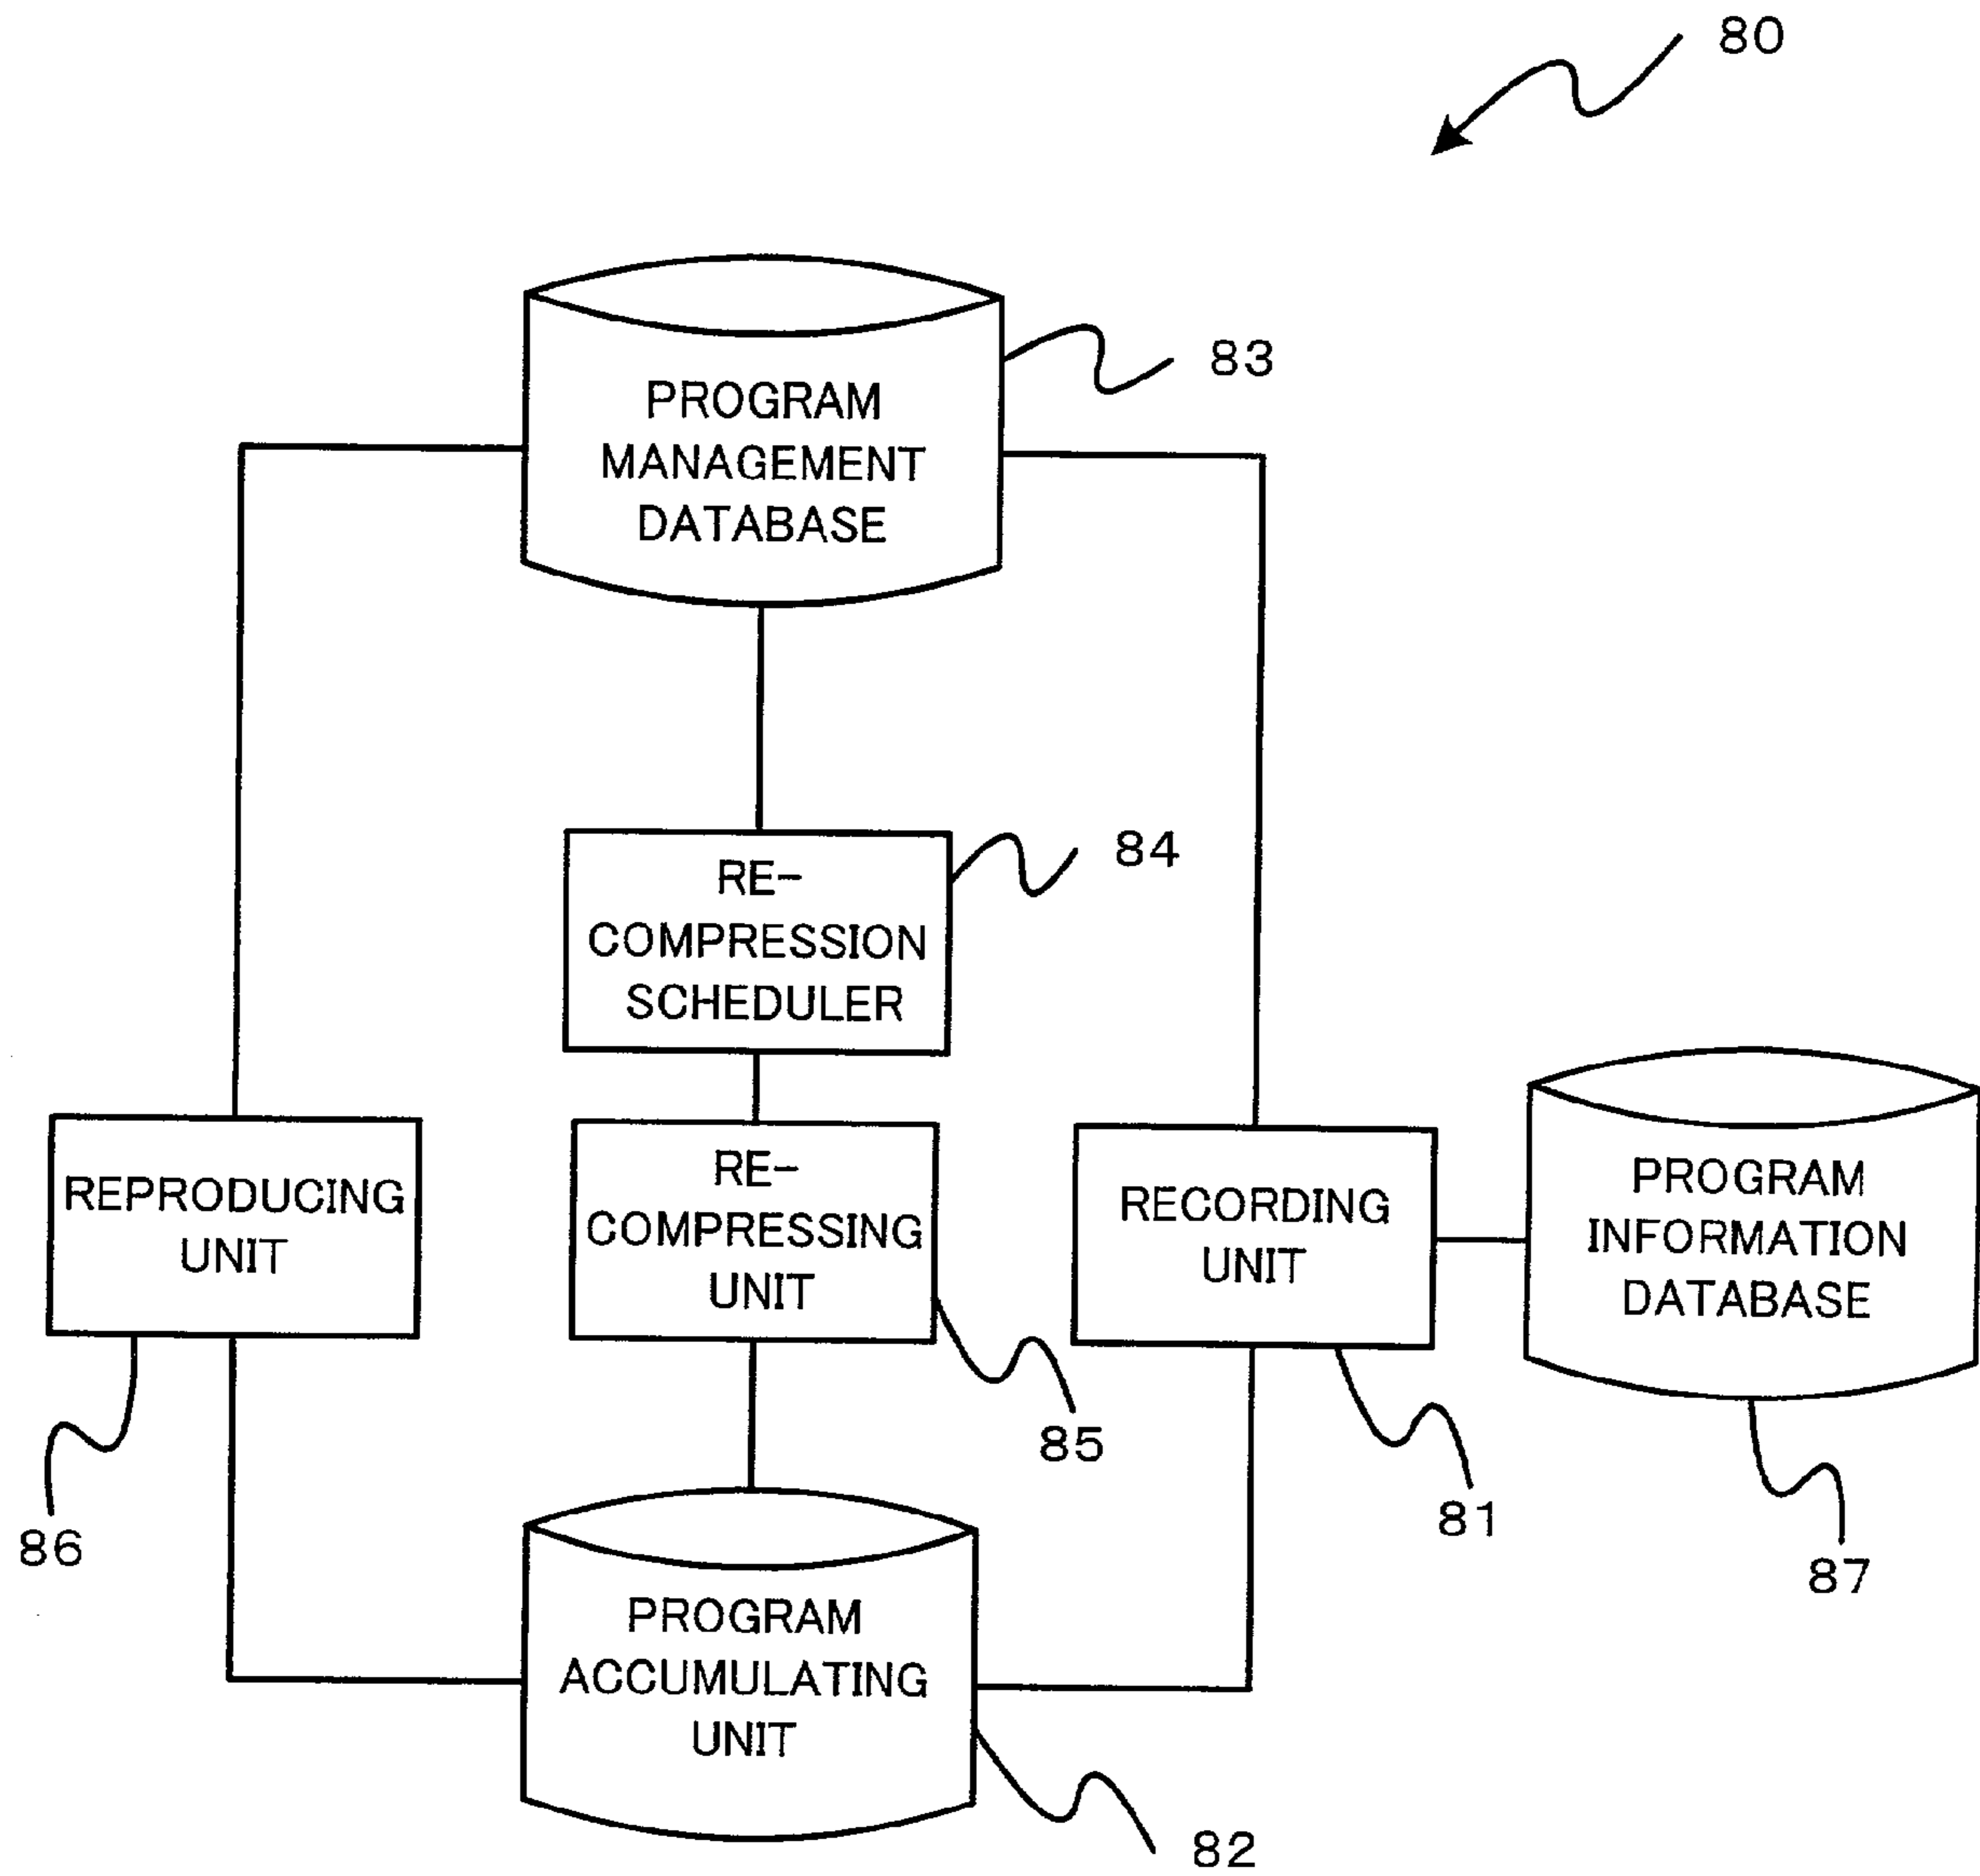 80
PROGRAM
MANAGEMENT
DATABASE
83
RE-
COMPRESSION
SCHEDULER
84
REPRODUCING
UNIT
86
RE-
COMPRESSING
UNIT
85
RECORDING
UNIT
81
PROGRAM
INFORMATION
DATABASE
87
PROGRAM
ACCUMULATING
UNIT
82